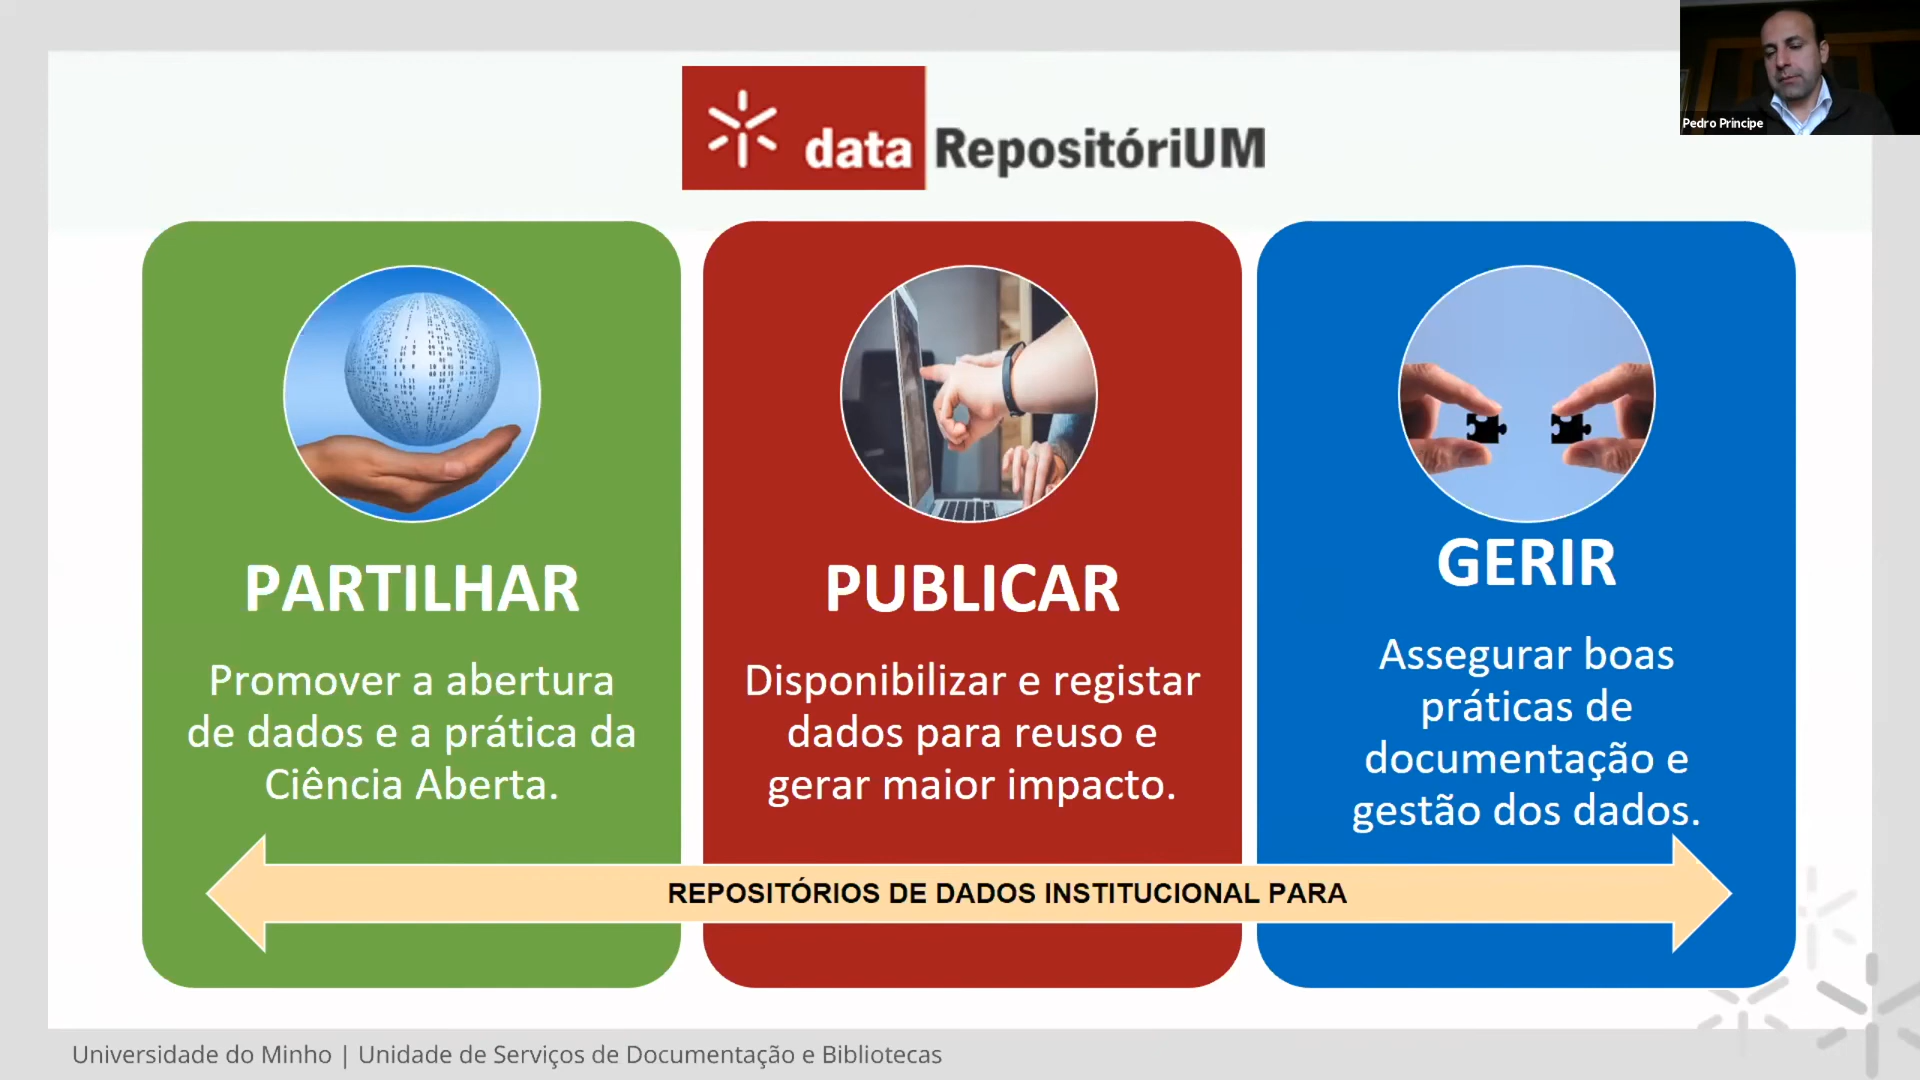 data RepositóriUM
Pedro Principe
PARTILHAR
Promover a abertura
de dados e a prática da
Ciência Aberta.
PUBLICAR
Disponibilizar e registar
dados para reuso e
gerar maior impacto.
GERIR
Assegurar boas
práticas de
documentação e
gestão dos dados.
REPOSITÓRIOS DE DADOS INSTITUCIONAL PARA
Universidade do Minho | Unidade de Serviços de Documentação e Bibliotecas